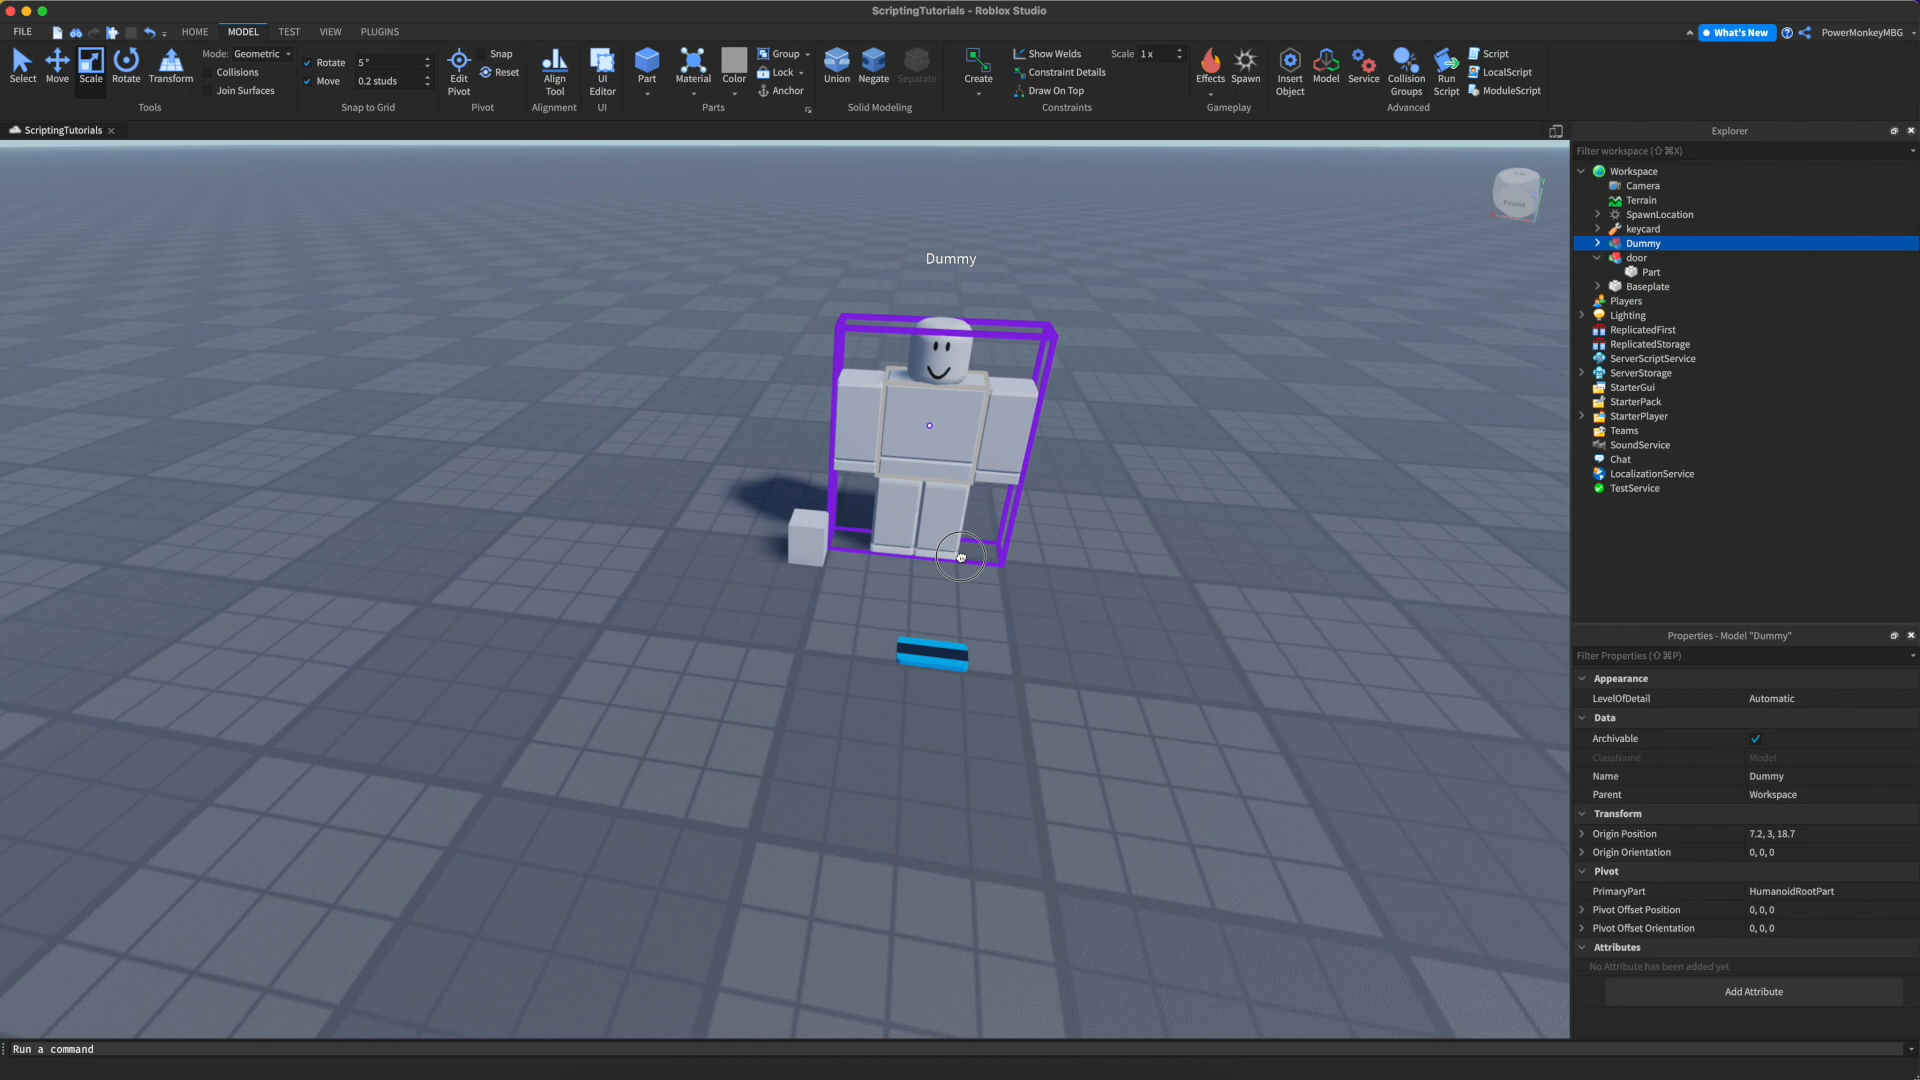 ScriptingTutorials - Roblox Studio
FILE HOME MODEL TEST VIEW PLUGINS What's New PowerMonkeyMBG
Select Move Scale Rotate Transform
Mode: Geometric
Collisions
Join Surfaces
Tools
Rotate 5 °
Move 0.2 studs
Snap to Grid
Edit Pivot
Snap
Reset
Pivot
Align Tool
Alignment
UI Editor
UI
Part Material Color
Group
Lock
Anchor
Parts
Union Negate Separate
Solid Modeling
Create
Show Welds Scale 1 x
Constraint Details
Draw On Top
Constraints
Effects Spawn
Gameplay
Insert Object Model Service Collision Groups Run Script
Script
LocalScript
ModuleScript
Advanced
ScriptingTutorials
Front
Dummy
Explorer
Filter workspace (⇧⌘X)
Workspace
Camera
Terrain
SpawnLocation
keycard
Dummy
door
Part
Baseplate
Players
Lighting
ReplicatedFirst
ReplicatedStorage
ServerScriptService
ServerStorage
StarterGui
StarterPack
StarterPlayer
Teams
SoundService
Chat
LocalizationService
TestService
Properties - Model "Dummy"
Filter Properties (⇧⌘P)
Appearance
LevelOfDetail Automatic
Data
Archivable
ClassName Model
Name Dummy
Parent Workspace
Transform
Origin Position 7.2, 3, 18.7
Origin Orientation 0, 0, 0
Pivot
PrimaryPart HumanoidRootPart
Pivot Offset Position 0, 0, 0
Pivot Offset Orientation 0, 0, 0
Attributes
No Attribute has been added yet
Add Attribute
Run a command